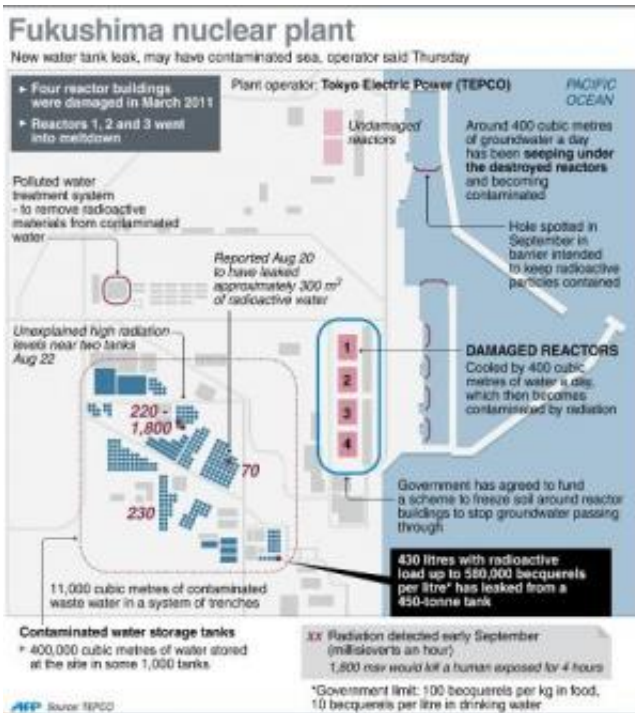 Fukushima nuclear plant
New water tank leak, may have contaminated sea, operator said Thursday
▸ Four reactor buildings
were damaged in March 2011
▸ Reactors 1, 2 and 3 went
into meltdown
Plant operator: Tokyo Electric Power (TEPCO)
PACIFIC
OCEAN
Undamaged
reactors
Around 400 cubic metres
of groundwater a day
has been seeping under
the destroyed reactors
and becoming
contaminated
Polluted water
treatment system
- to remove radioactive
materials from contaminated
water
Hole spotted in
September in
barrier intended
to keep radioactive
particles contained
Reported Aug 20
to have leaked
approximately 300 m³
of radioactive water
Unexplained high radiation
levels near two tanks
Aug 22
1
2
3
4
DAMAGED REACTORS
Cooled by 400 cubic
metres of water a day,
which then becomes
contaminated by radiation
220 -
1,800
70
230
Government has agreed to fund
a scheme to freeze soil around reactor
buildings to stop groundwater passing
through
430 litres with radioactive
load up to 580,000 becquerels
per litre* has leaked from a
450-tonne tank
11,000 cubic metres of contaminated
waste water in a system of trenches
Contaminated water storage tanks
400,000 cubic metres of water stored
at the site in some 1,000 tanks
xx Radiation detected early September
(millisieverts an hour)
1,800 msv would kill a human exposed for 4 hours
*Government limit: 100 becquerels per kg in food,
10 becquerels per litre in drinking water
AFP Source: TEPCO